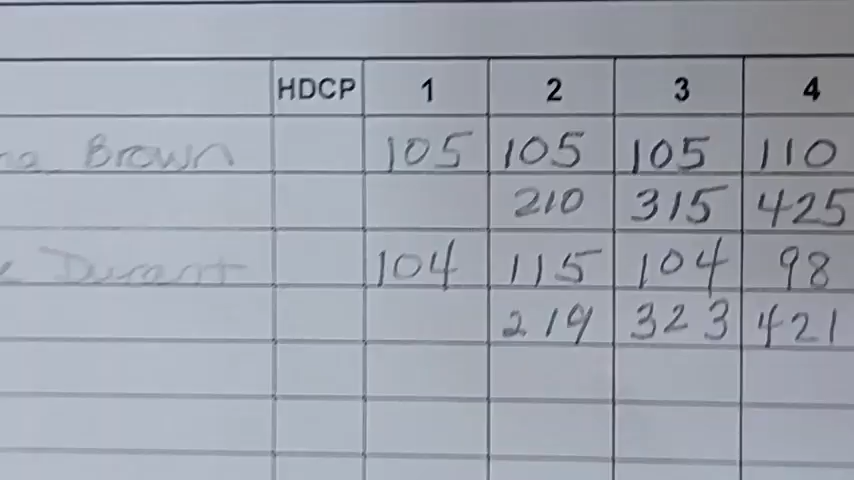 HDCP 1 2 3 4
Brown 105 105 105 110
210 315 425
Durant 104 115 104 98
219 323 421